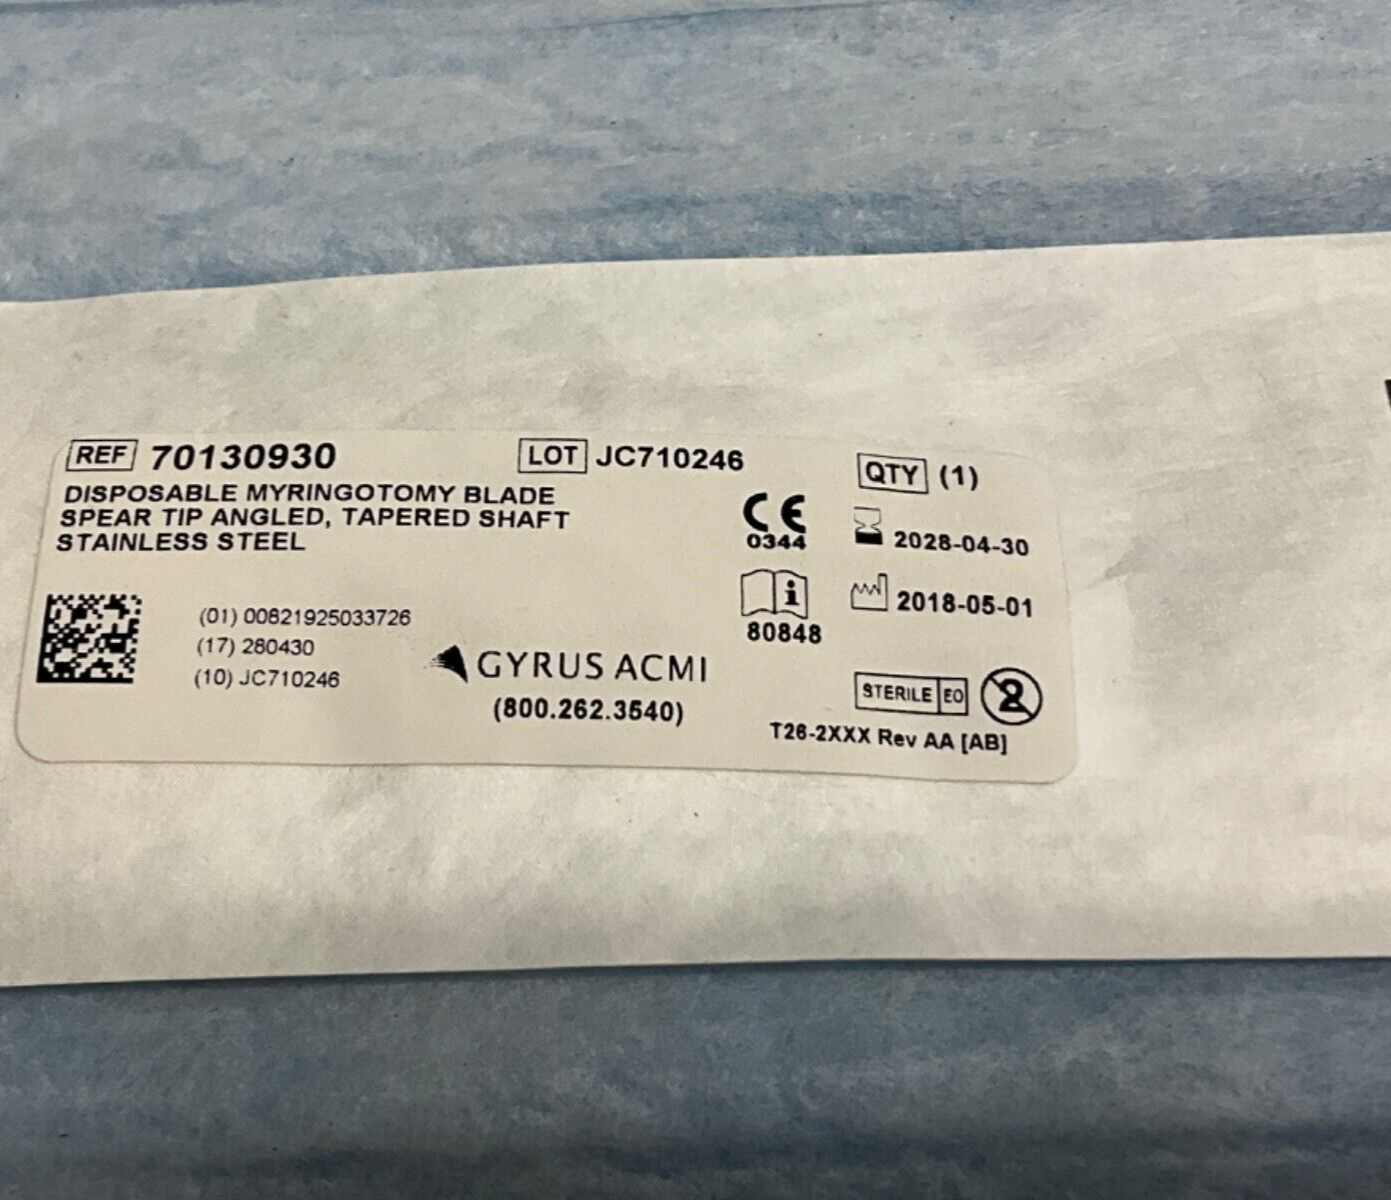 REF 70130930
LOT JC710246
QTY (1)
DISPOSABLE MYRINGOTOMY BLADE
SPEAR TIP ANGLED, TAPERED SHAFT
STAINLESS STEEL
CE
0344
2028-04-30
80848
2018-05-01
(01) 00821925033726
(17) 280430
(10) JC710246
GYRUS ACMI
(800.262.3540)
STERILE EO
2
T26-2XXX Rev AA [AB]